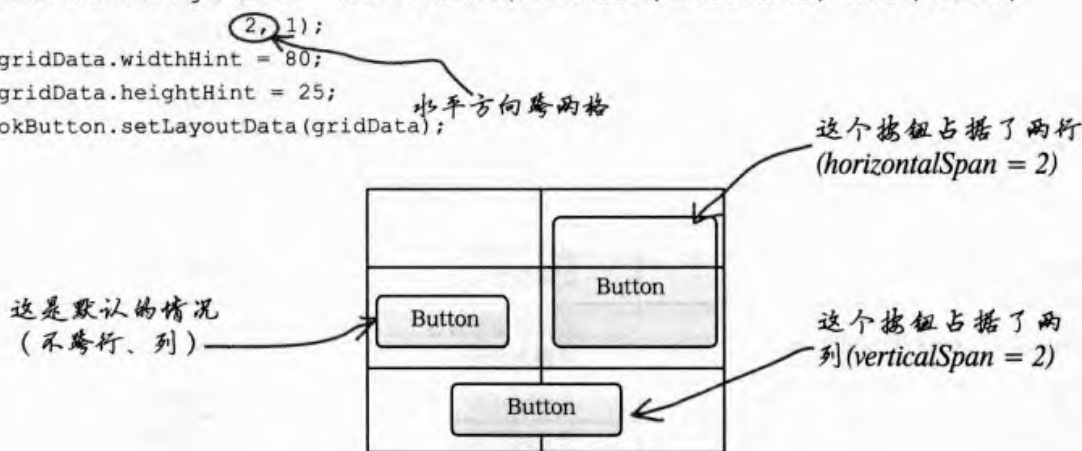 2, 1);
gridData.widthHint = 80;
gridData.heightHint = 25;
水平方向跨两格
okButton.setLayoutData(gridData);
这个按钮占据了两行
(horizontalSpan = 2)
Button
这是默认的情况
(不跨行、列)
Button
这个按钮占据了两
列(verticalSpan = 2)
Button